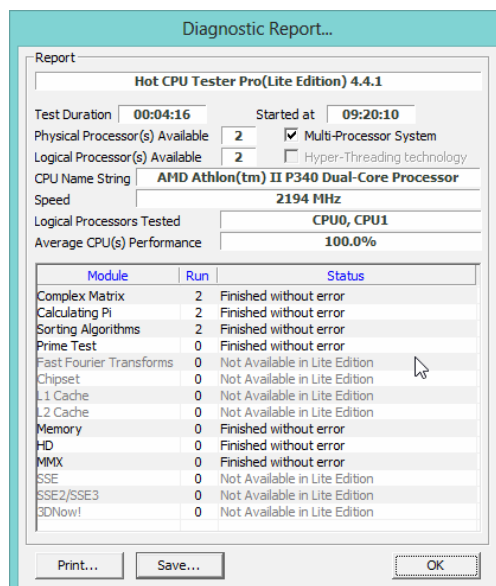 Diagnostic Report...
Report
Hot CPU Tester Pro(Lite Edition) 4.4.1
Test Duration 00:04:16 Started at 09:20:10
Physical Processor(s) Available 2 Multi-Processor System
Logical Processor(s) Available 2 Hyper-Threading technology
CPU Name String AMD Athlon(tm) II P340 Dual-Core Processor
Speed 2194 MHz
Logical Processors Tested CPU0, CPU1
Average CPU(s) Performance 100.0%
Module Run Status
Complex Matrix 2 Finished without error
Calculating Pi 2 Finished without error
Sorting Algorithms 2 Finished without error
Prime Test 0 Finished without error
Fast Fourier Transforms 0 Not Available in Lite Edition
Chipset 0 Not Available in Lite Edition
L1 Cache 0 Not Available in Lite Edition
L2 Cache 0 Not Available in Lite Edition
Memory 0 Finished without error
HD 0 Finished without error
MMX 0 Finished without error
SSE 0 Not Available in Lite Edition
SSE2/SSE3 0 Not Available in Lite Edition
3DNow! 0 Not Available in Lite Edition
Print... Save... OK